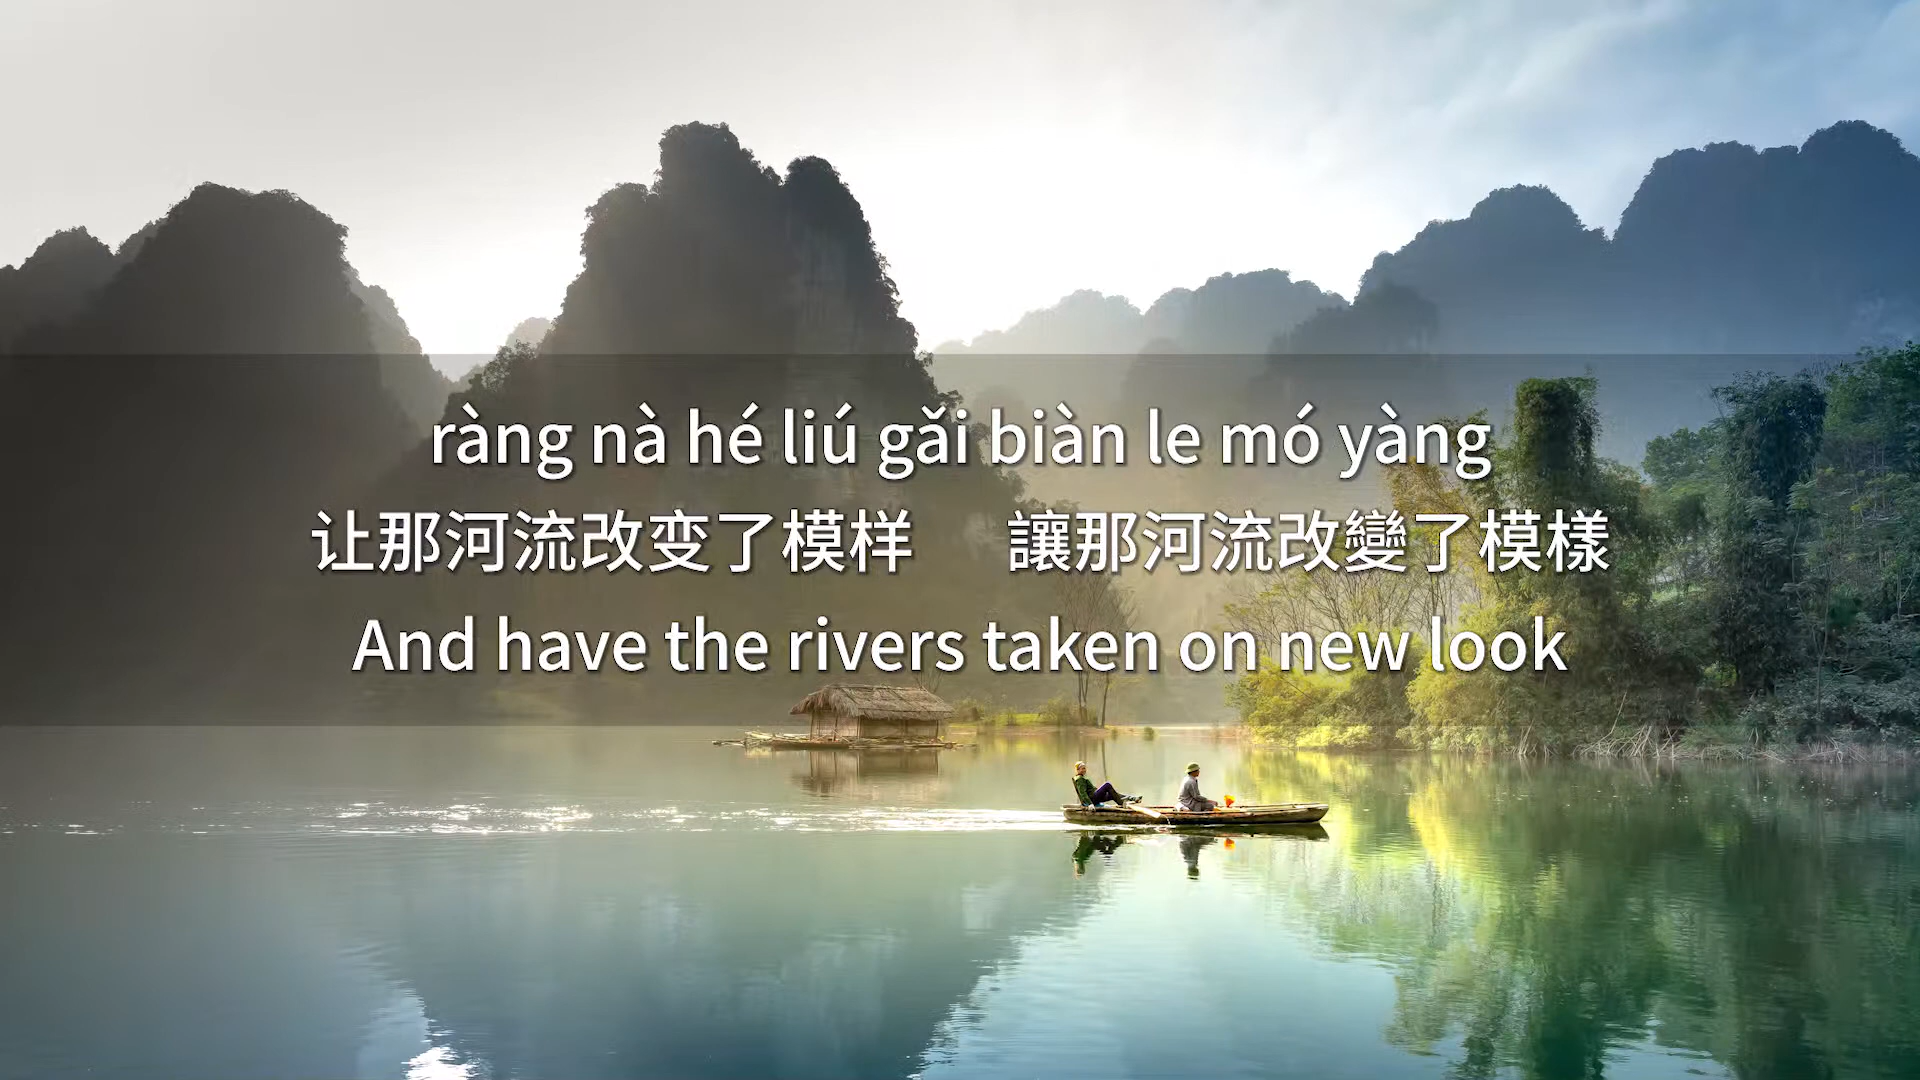 ràng nà hé liú gǎi biàn le mó yàng
让那河流改变了模样 讓那河流改變了模樣
And have the rivers taken on new look